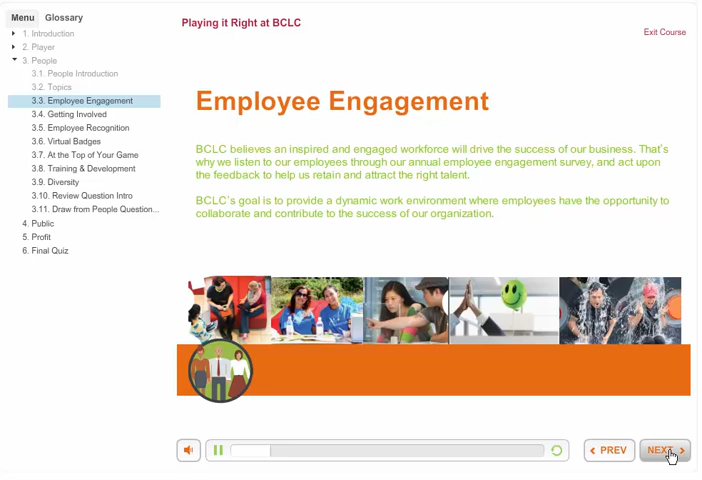 Menu Glossary
Playing it Right at BCLC
Exit Course
1. Introduction
2. Player
3. People
3.1. People Introduction
3.2. Topics
3.3. Employee Engagement
3.4. Getting Involved
3.5. Employee Recognition
3.6. Virtual Badges
3.7. At the Top of Your Game
3.8. Training & Development
3.9. Diversity
3.10. Review Question Intro
3.11. Draw from People Question...
4. Public
5. Profit
6. Final Quiz
Employee Engagement
BCLC believes an inspired and engaged workforce will drive the success of our business. That's
why we listen to our employees through our annual employee engagement survey, and act upon
the feedback to help us retain and attract the right talent.
BCLC's goal is to provide a dynamic work environment where employees have the opportunity to
collaborate and contribute to the success of our organization.
PREV
NEXT